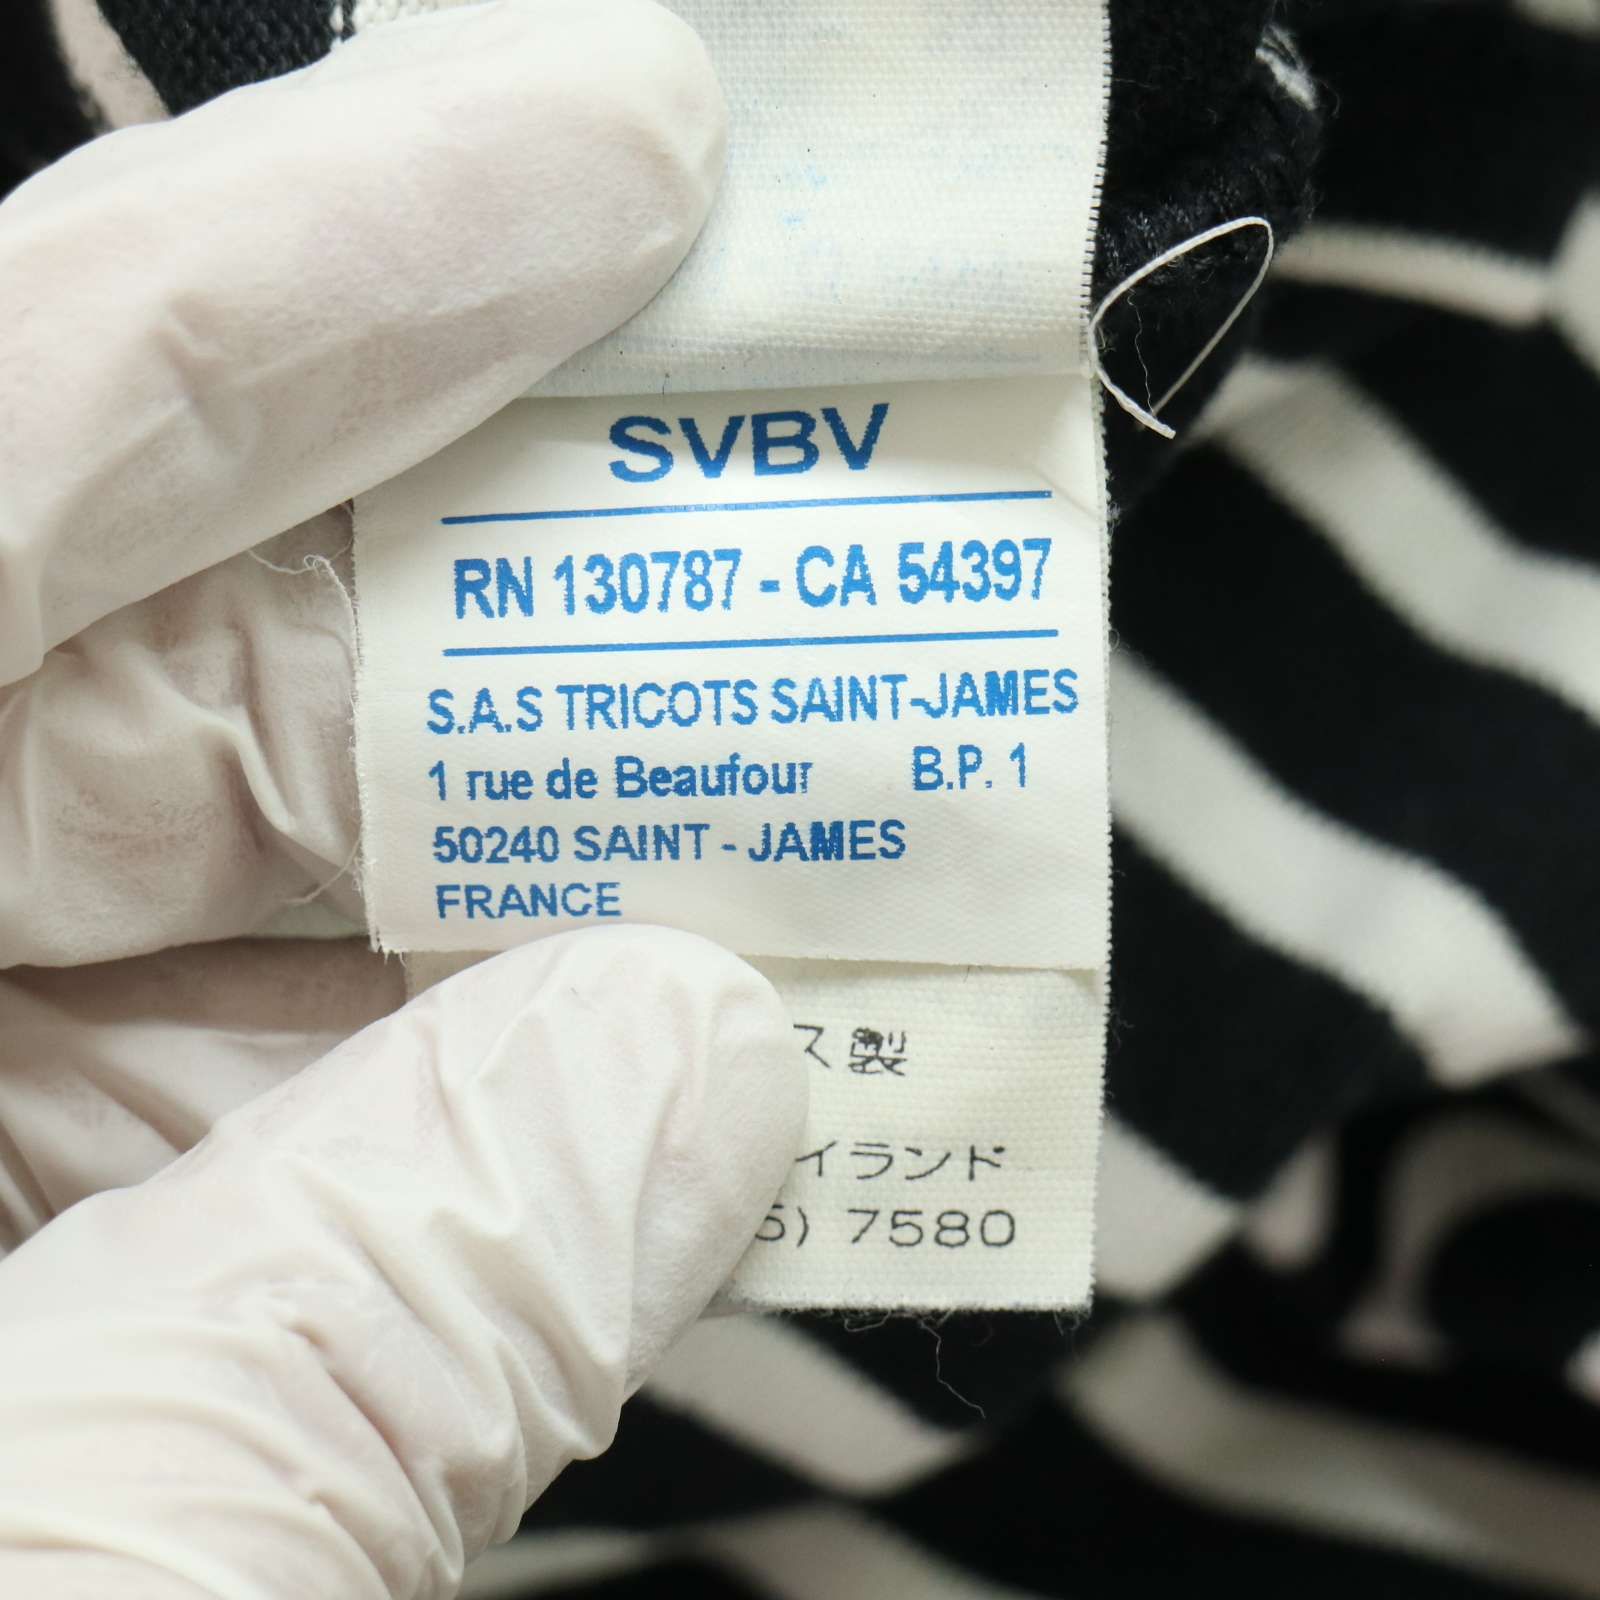 SVBV
RN 130787 - CA 54397
S.A.S TRICOTS SAINT-JAMES
1 rue de Beaufour B.P. 1
50240 SAINT - JAMES
FRANCE
ス製
イランド
5) 7580